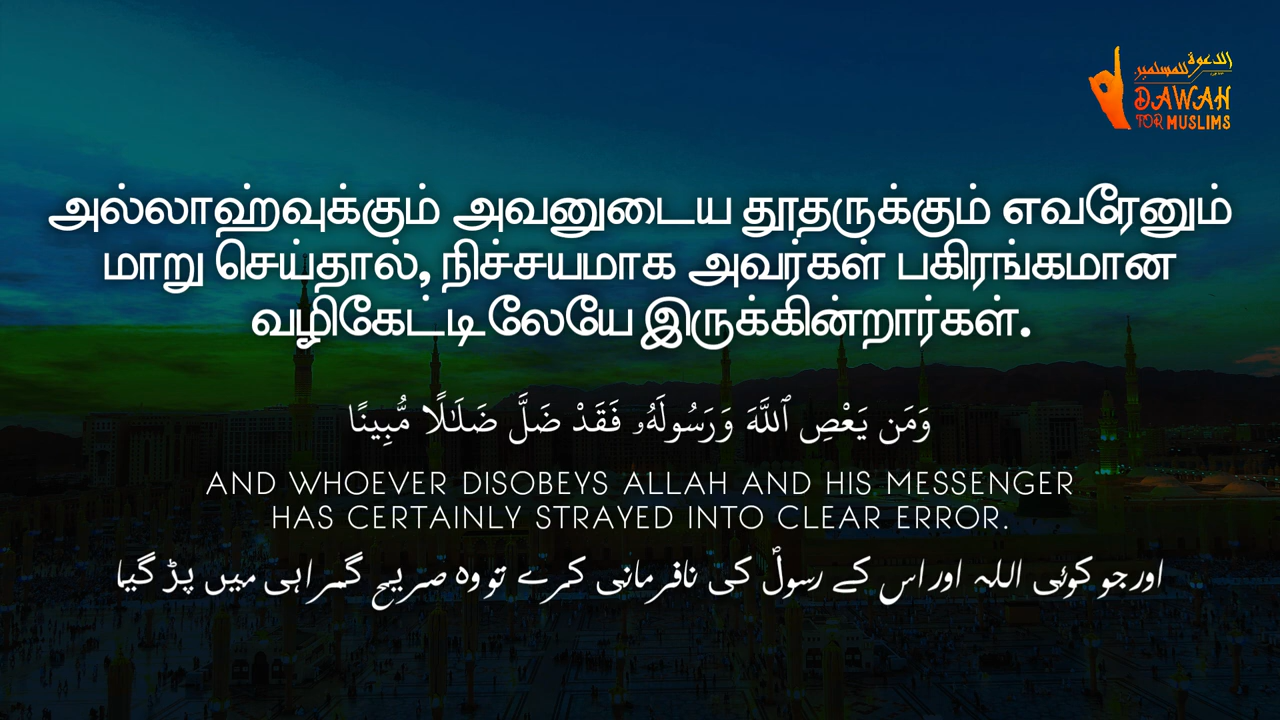 الدعوة للمسلمين
DAWAH
FOR MUSLIMS
அல்லாஹ்வுக்கும் அவனுடைய தூதருக்கும் எவரேனும்
மாறு செய்தால், நிச்சயமாக அவர்கள் பகிரங்கமான
வழிகேட்டிலேயே இருக்கின்றார்கள்.
وَمَن يَعْصِ ٱللَّهَ وَرَسُولَهُۥ فَقَدْ ضَلَّ ضَلَـٰلًا مُّبِينًا
AND WHOEVER DISOBEYS ALLAH AND HIS MESSENGER
HAS CERTAINLY STRAYED INTO CLEAR ERROR.
اور جو کوئی اللہ اور اس کے رسولؐ کی نافرمانی کرے تو وہ صریح گمراہی میں پڑ گیا